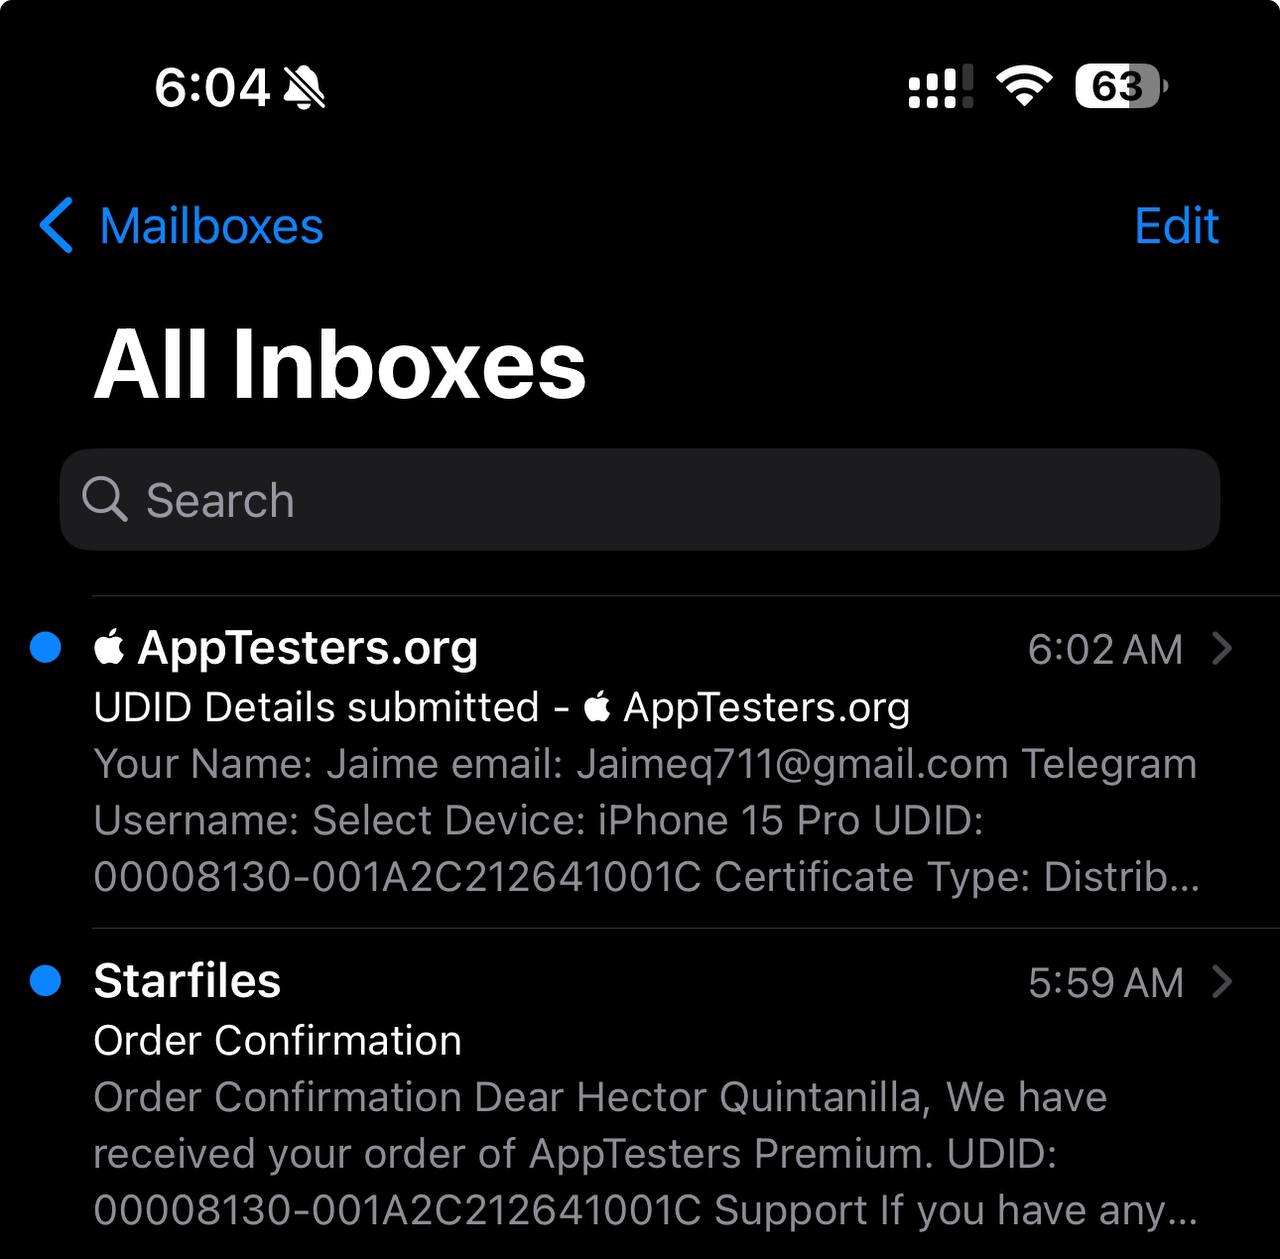 6:04
63
Mailboxes
Edit
All Inboxes
Search
AppTesters.org
6:02 AM
UDID Details submitted -  AppTesters.org
Your Name: Jaime email: Jaimeq711@gmail.com Telegram
Username: Select Device: iPhone 15 Pro UDID:
00008130-001A2C212641001C Certificate Type: Distrib...
Starfiles
5:59 AM
Order Confirmation
Order Confirmation Dear Hector Quintanilla, We have
received your order of AppTesters Premium. UDID:
00008130-001A2C212641001C Support If you have any...